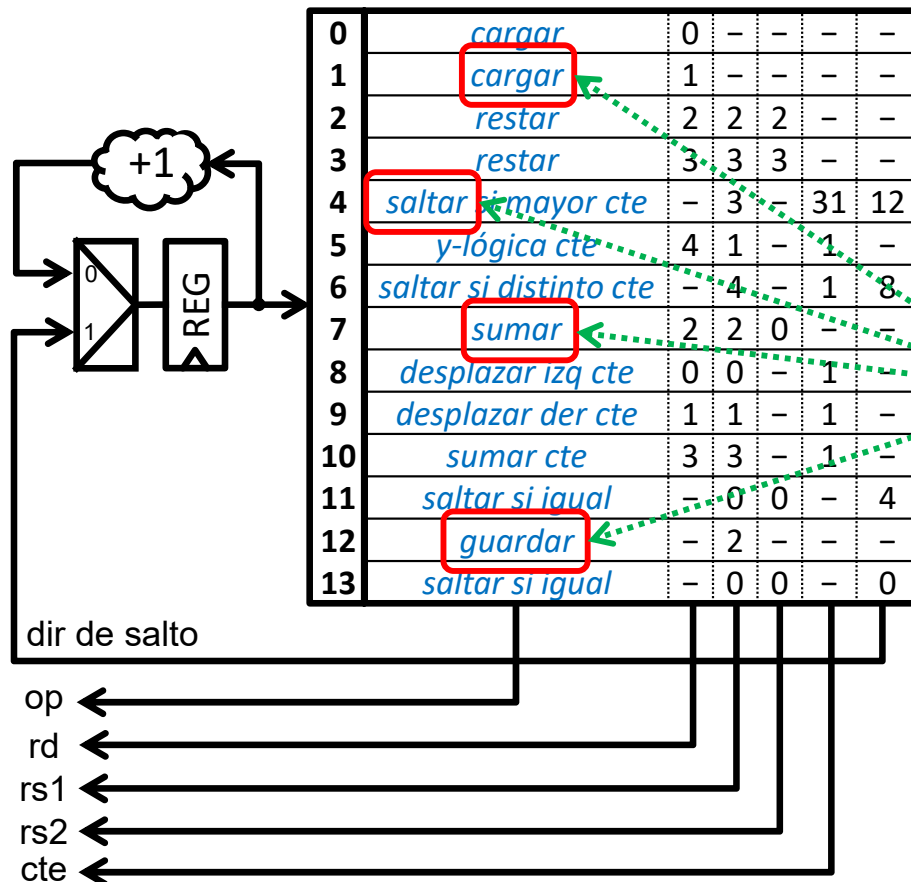 0 cargar 0 – – – –
1 cargar 1 – – – –
2 restar 2 2 2 – –
3 restar 3 3 3 – –
4 saltar si mayor cte – 3 – 31 12
5 y-lógica cte 4 1 – 1 –
6 saltar si distinto cte – 4 – 1 8
7 sumar 2 2 0 – –
8 desplazar izq cte 0 0 – 1 –
9 desplazar der cte 1 1 – 1 –
10 sumar cte 3 3 – 1 –
11 saltar si igual – 0 0 – 4
12 guardar – 2 – – –
13 saltar si igual – 0 0 – 0
+1
0
1
REG
dir de salto
op
rd
rs1
rs2
cte